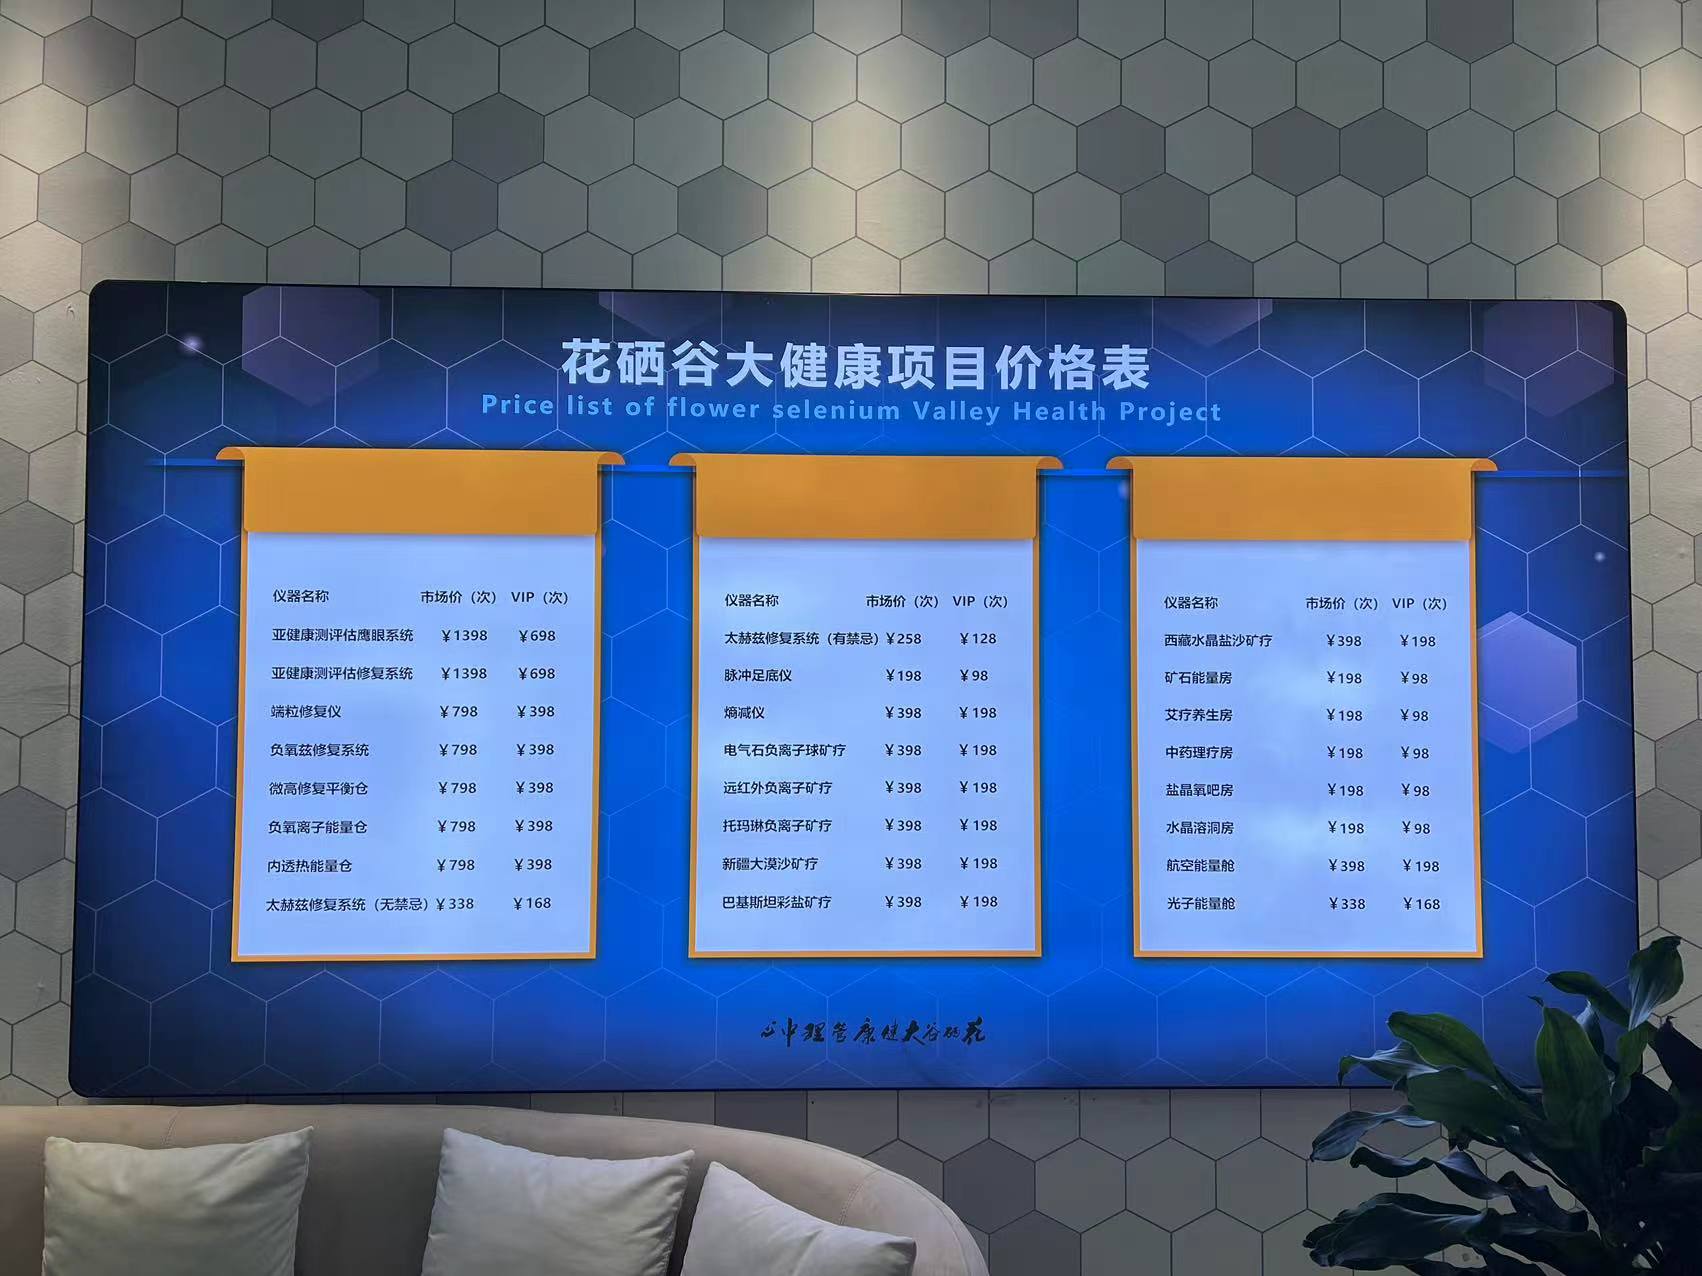 花硒谷大健康项目价格表
Price list of flower selenium Valley Health Project
仪器名称 市场价（次） VIP（次）
亚健康测评估鹰眼系统 ￥1398 ￥698
亚健康测评估修复系统 ￥1398 ￥698
端粒修复仪 ￥798 ￥398
负氧兹修复系统 ￥798 ￥398
微高修复平衡仓 ￥798 ￥398
负氧离子能量仓 ￥798 ￥398
内透热能量仓 ￥798 ￥398
太赫兹修复系统（无禁忌）￥338 ￥168
仪器名称 市场价（次） VIP（次）
太赫兹修复系统（有禁忌）￥258 ￥128
脉冲足底仪 ￥198 ￥98
熵减仪 ￥398 ￥198
电气石负离子球矿疗 ￥398 ￥198
远红外负离子矿疗 ￥398 ￥198
托玛琳负离子矿疗 ￥398 ￥198
新疆大漠沙矿疗 ￥398 ￥198
巴基斯坦彩盐矿疗 ￥398 ￥198
仪器名称 市场价（次） VIP（次）
西藏水晶盐沙矿疗 ￥398 ￥198
矿石能量房 ￥198 ￥98
艾疗养生房 ￥198 ￥98
中药理疗房 ￥198 ￥98
盐晶氧吧房 ￥198 ￥98
水晶溶洞房 ￥198 ￥98
航空能量舱 ￥398 ￥198
光子能量舱 ￥338 ￥168
心中理管康健大谷硒花